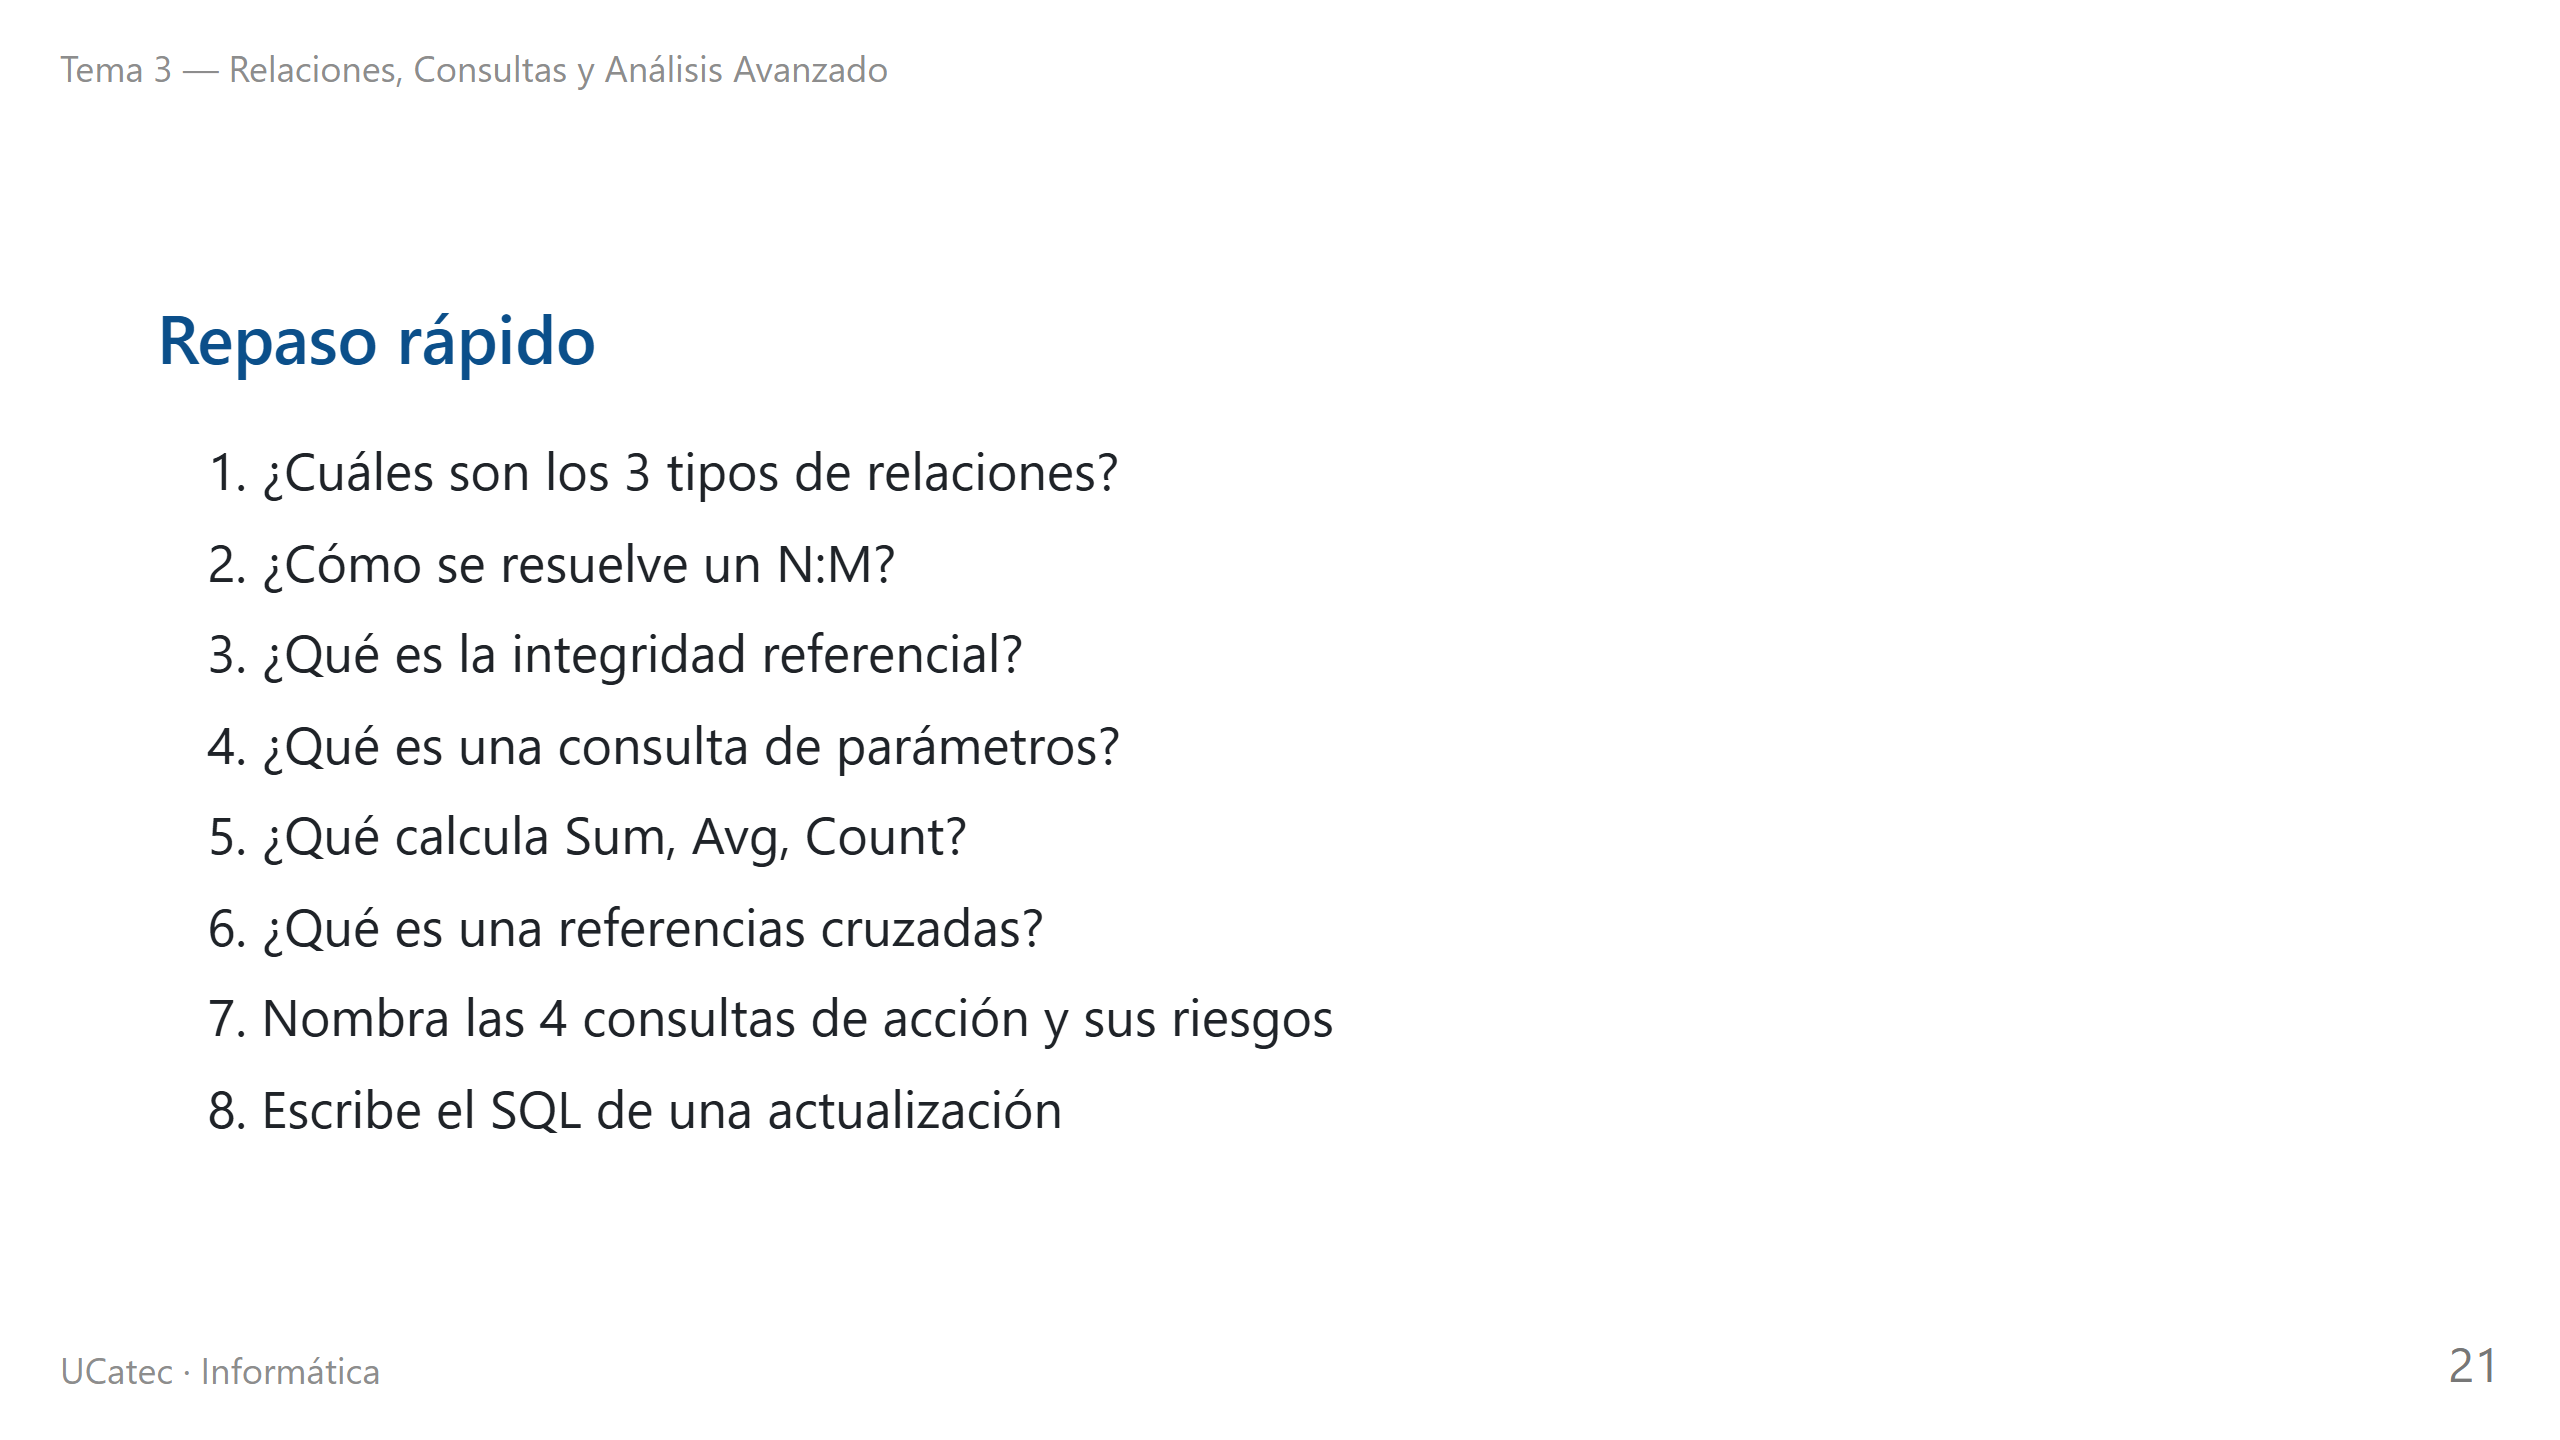 Tema 3 — Relaciones, Consultas y Análisis Avanzado
Repaso rápido
1. ¿Cuáles son los 3 tipos de relaciones?
2. ¿Cómo se resuelve un N:M?
3. ¿Qué es la integridad referencial?
4. ¿Qué es una consulta de parámetros?
5. ¿Qué calcula Sum, Avg, Count?
6. ¿Qué es una referencias cruzadas?
7. Nombra las 4 consultas de acción y sus riesgos
8. Escribe el SQL de una actualización
UCatec · Informática
21